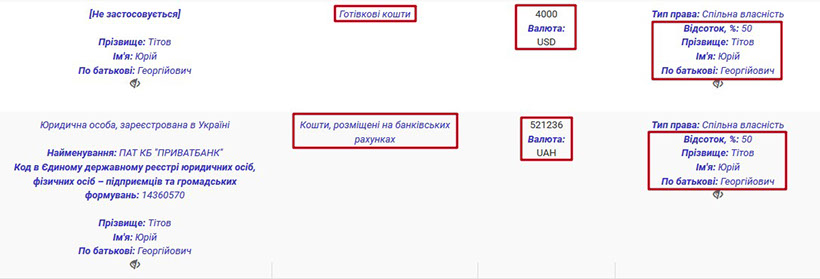 [Не застосовується]
Прізвище: Тітов
Ім'я: Юрій
По батькові: Георгійович
Готівкові кошти
4000
Валюта:
USD
Тип права: Спільна власність
Відсоток, %: 50
Прізвище: Тітов
Ім'я: Юрій
По батькові: Георгійович
Юридична особа, зареєстрована в Україні
Найменування: ПАТ КБ "ПРИВАТБАНК"
Код в Єдиному державному реєстрі юридичних осіб,
фізичних осіб – підприємців та громадських
формувань: 14360570
Прізвище: Тітов
Ім'я: Юрій
По батькові: Георгійович
Кошти, розміщені на банківських
рахунках
521236
Валюта:
UAH
Тип права: Спільна власність
Відсоток, %: 50
Прізвище: Тітов
Ім'я: Юрій
По батькові: Георгійович